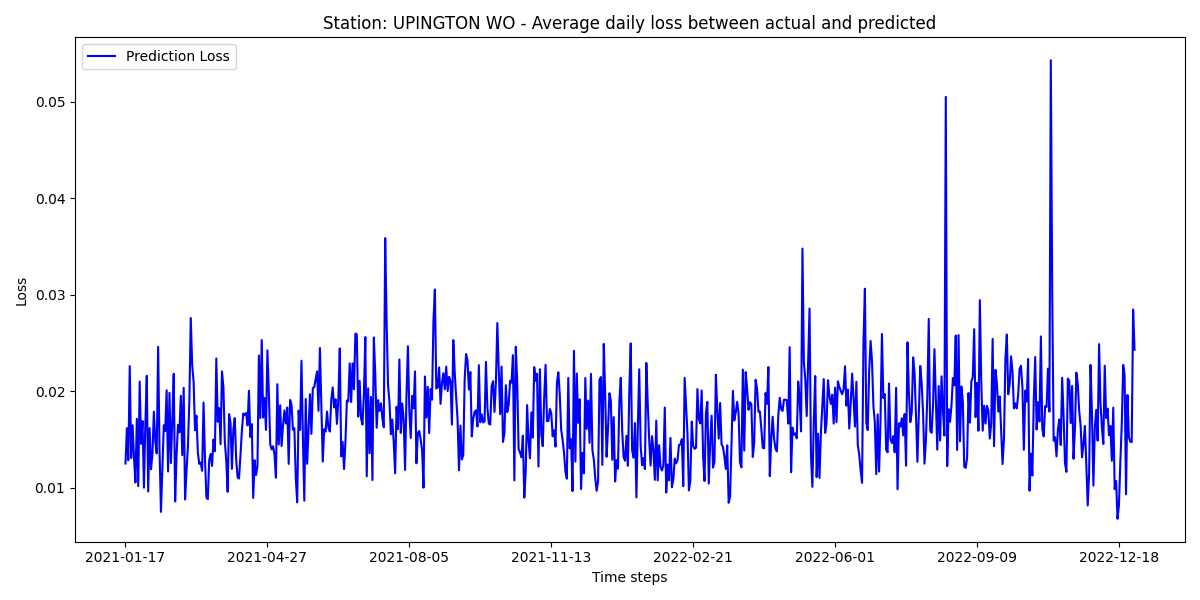 Station: UPINGTON WO - Average daily loss between actual and predicted
Prediction Loss
Loss
0.05
0.04
0.03
0.02
0.01
2021-01-17 2021-04-27 2021-08-05 2021-11-13 2022-02-21 2022-06-01 2022-09-09 2022-12-18
Time steps